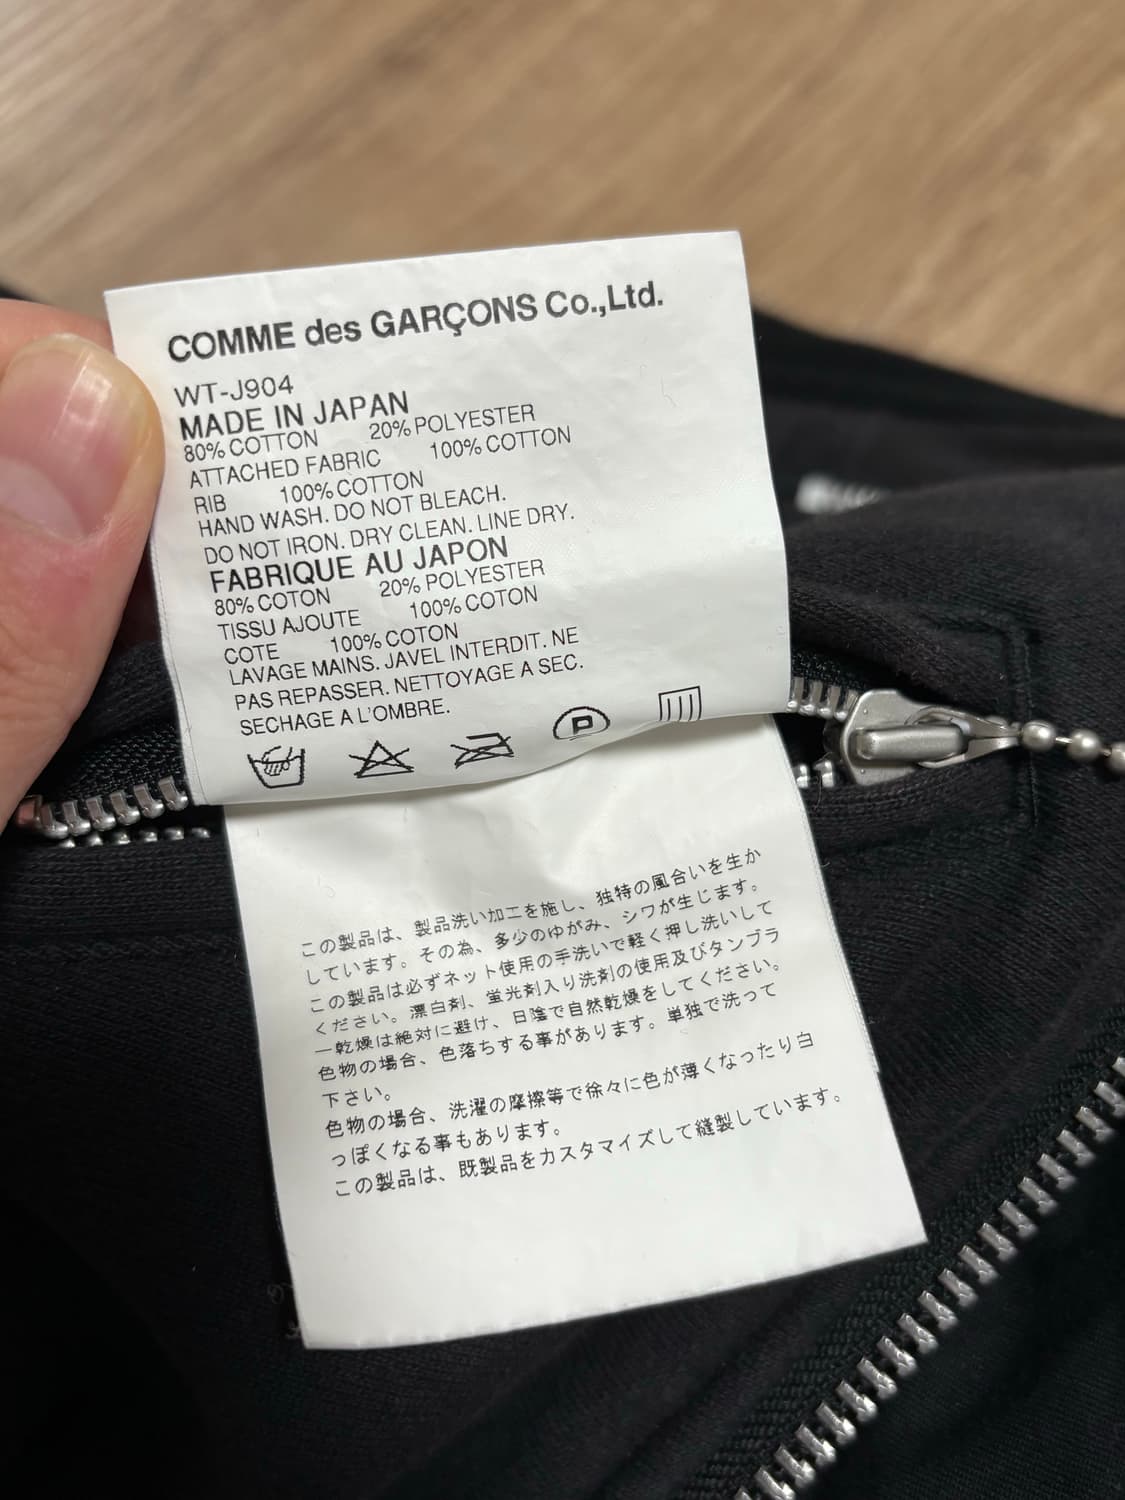 COMME des GARÇONS Co.,Ltd.
WT-J904
MADE IN JAPAN
80% COTTON 20% POLYESTER
ATTACHED FABRIC 100% COTTON
RIB 100% COTTON
HAND WASH. DO NOT BLEACH.
DO NOT IRON. DRY CLEAN. LINE DRY.
FABRIQUE AU JAPON
80% COTON 20% POLYESTER
TISSU AJOUTE 100% COTON
COTE 100% COTON
LAVAGE MAINS. JAVEL INTERDIT. NE
PAS REPASSER. NETTOYAGE A SEC.
SECHAGE A L'OMBRE.
P
この製品は、製品洗い加工を施し、独特の風合いを生か
しています。その為、多少のゆがみ、シワが生じます。
この製品は必ずネット使用の手洗いで軽く押し洗いして
ください。漂白剤、蛍光剤入り洗剤の使用及びタンブラ
ー乾燥は絶対に避け、日陰で自然乾燥をしてください。
色物の場合、色落ちする事があります。単独で洗って
下さい。
色物の場合、洗濯の摩擦等で徐々に色が薄くなったり白
っぽくなる事もあります。
この製品は、既製品をカスタマイズして縫製しています。